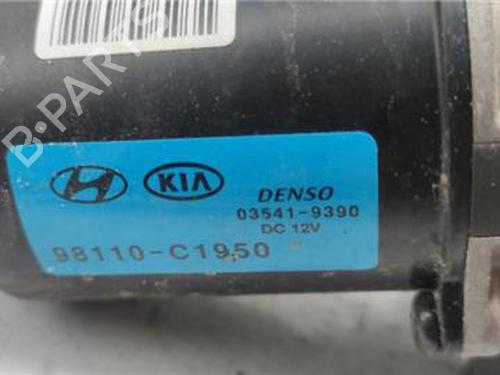 B-PARTS
KIA
DENSO
03541-9390
DC 12V
98110-C1950